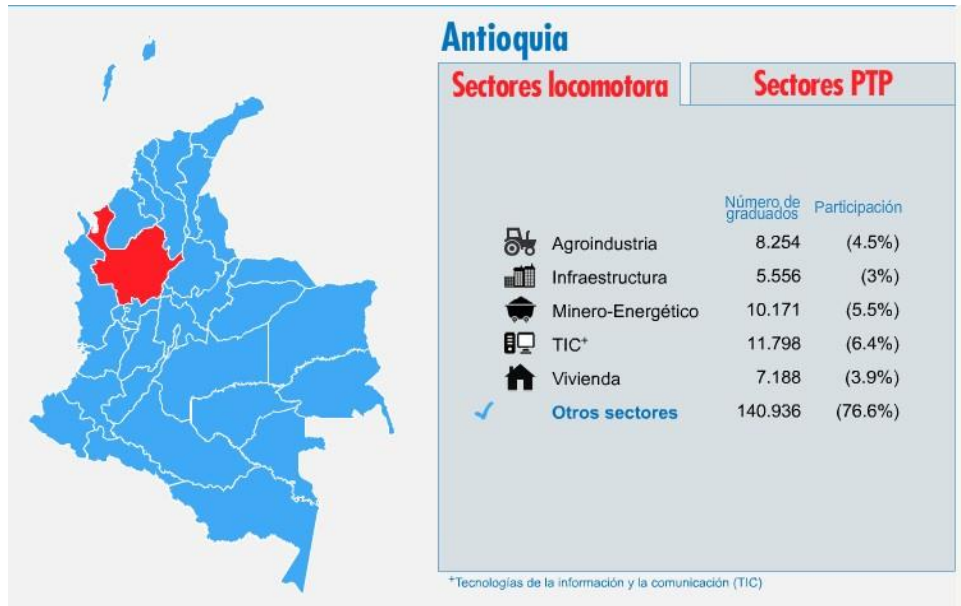 Antioquia
Sectores locomotora
Sectores PTP
Número de graduados Participación
Agroindustria 8.254 (4.5%)
Infraestructura 5.556 (3%)
Minero-Energético 10.171 (5.5%)
TIC+ 11.798 (6.4%)
Vivienda 7.188 (3.9%)
Otros sectores 140.936 (76.6%)
+Tecnologías de la información y la comunicación (TIC)